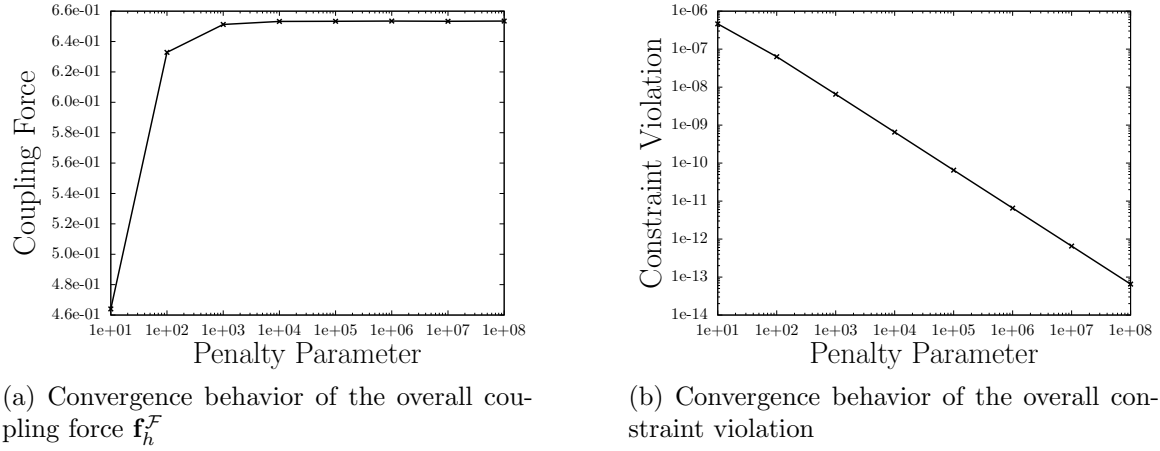 6.6e-01
6.4e-01
6.2e-01
6.0e-01
5.8e-01
5.6e-01
5.4e-01
5.2e-01
5.0e-01
4.8e-01
4.6e-01
Coupling Force
1e+01 1e+02 1e+03 1e+04 1e+05 1e+06 1e+07 1e+08
Penalty Parameter
(a) Convergence behavior of the overall cou-
pling force $\mathbf{f}_h^{\mathcal{F}}$
1e-06
1e-07
1e-08
1e-09
1e-10
1e-11
1e-12
1e-13
1e-14
Constraint Violation
1e+01 1e+02 1e+03 1e+04 1e+05 1e+06 1e+07 1e+08
Penalty Parameter
(b) Convergence behavior of the overall con-
straint violation